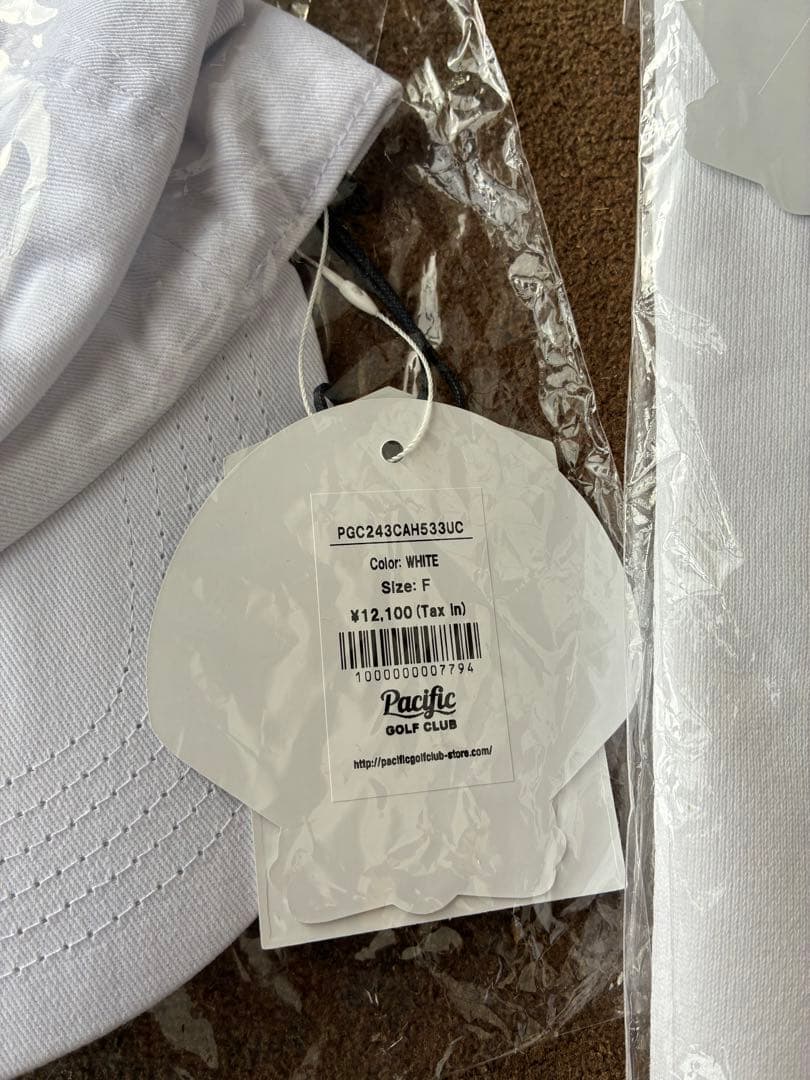 PGC243CAH533UC
Color: WHITE
Size: F
¥12,100 (Tax In)
1000000007794
Pacific
GOLF CLUB
http://pacificgolfclub-store.com/